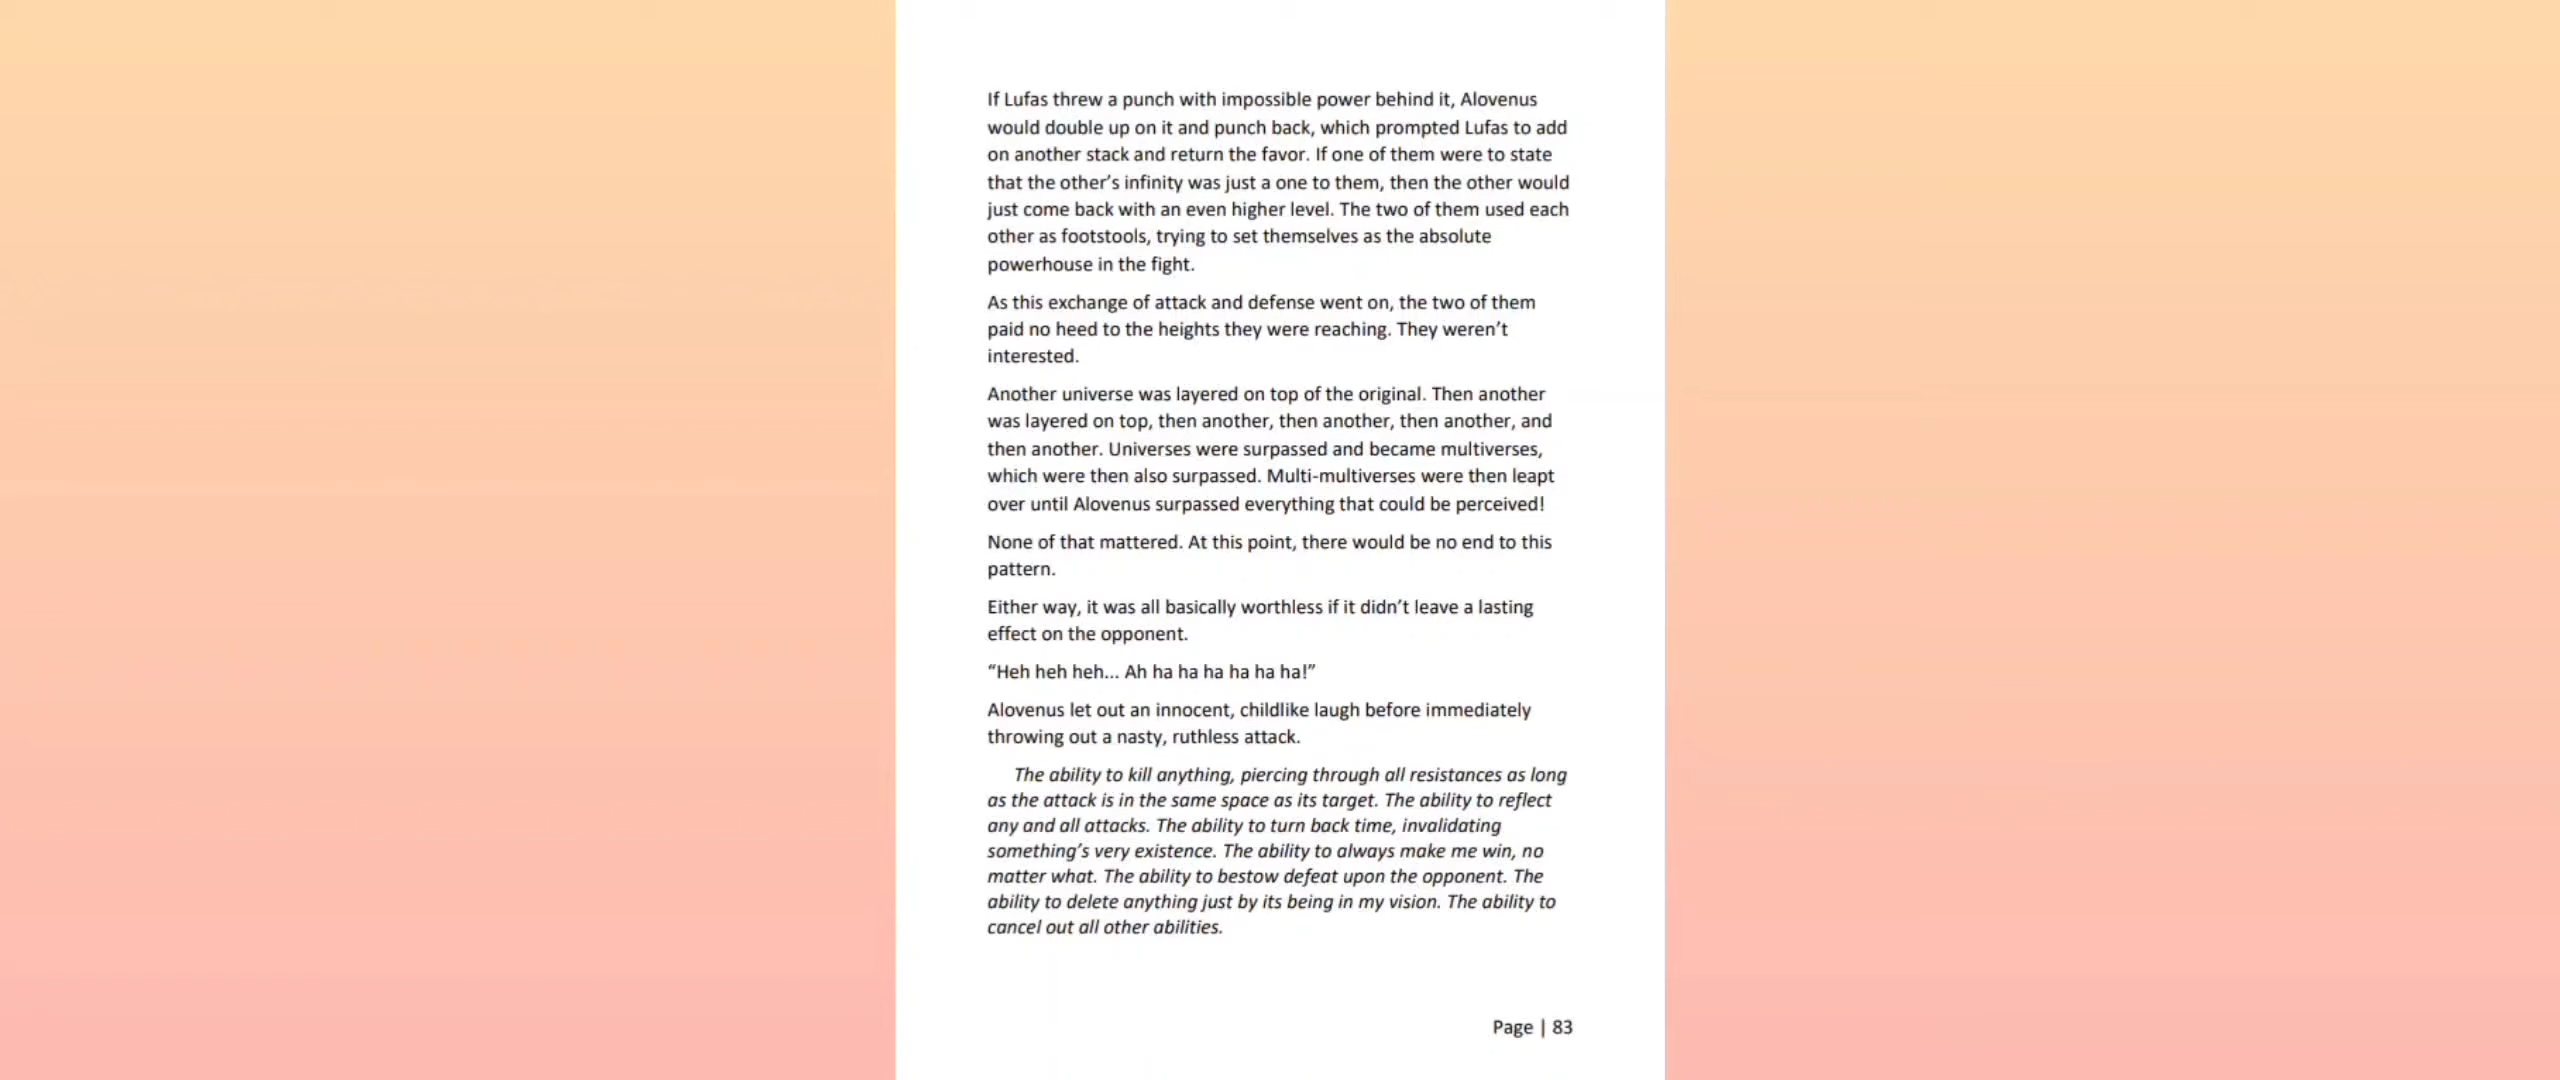 If Lufas threw a punch with impossible power behind it, Alovenus
would double up on it and punch back, which prompted Lufas to add
on another stack and return the favor. If one of them were to state
that the other’s infinity was just a one to them, then the other would
just come back with an even higher level. The two of them used each
other as footstools, trying to set themselves as the absolute
powerhouse in the fight.
As this exchange of attack and defense went on, the two of them
paid no heed to the heights they were reaching. They weren’t
interested.
Another universe was layered on top of the original. Then another
was layered on top, then another, then another, then another, and
then another. Universes were surpassed and became multiverses,
which were then also surpassed. Multi-multiverses were then leapt
over until Alovenus surpassed everything that could be perceived!
None of that mattered. At this point, there would be no end to this
pattern.
Either way, it was all basically worthless if it didn’t leave a lasting
effect on the opponent.
“Heh heh heh... Ah ha ha ha ha ha ha!”
Alovenus let out an innocent, childlike laugh before immediately
throwing out a nasty, ruthless attack.
The ability to kill anything, piercing through all resistances as long
as the attack is in the same space as its target. The ability to reflect
any and all attacks. The ability to turn back time, invalidating
something’s very existence. The ability to always make me win, no
matter what. The ability to bestow defeat upon the opponent. The
ability to delete anything just by its being in my vision. The ability to
cancel out all other abilities.
Page | 83